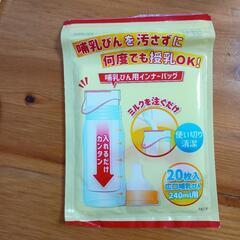 哺乳びんを汚さずに
何度でも授乳OK!
哺乳びん用インナーバッグ
ミルクを注ぐだけ
入れるだけ
カンタン
使い切り
清潔
20枚入
広口哺乳びん
240ml用